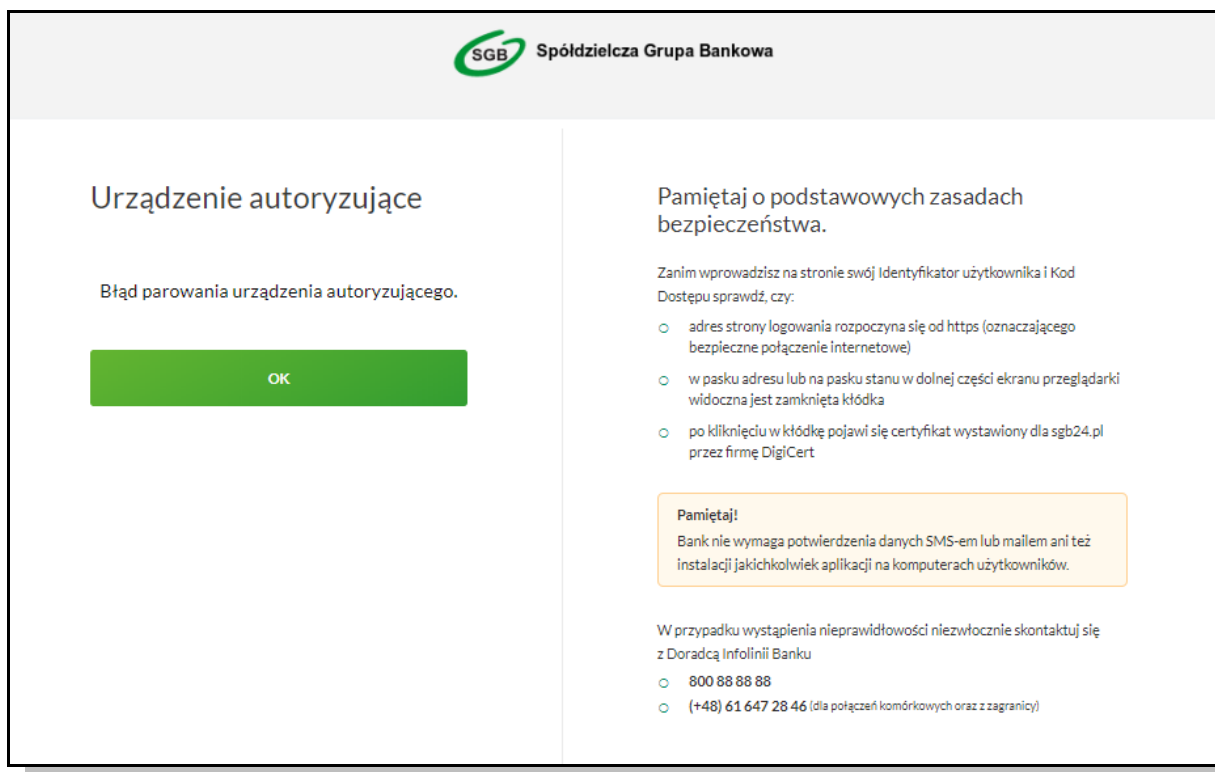 SGB Spółdzielcza Grupa Bankowa
Urządzenie autoryzujące
Błąd parowania urządzenia autoryzującego.
OK
Pamiętaj o podstawowych zasadach
bezpieczeństwa.
Zanim wprowadzisz na stronie swój Identyfikator użytkownika i Kod
Dostępu sprawdź, czy:
adres strony logowania rozpoczyna się od https (oznaczającego
bezpieczne połączenie internetowe)
w pasku adresu lub na pasku stanu w dolnej części ekranu przeglądarki
widoczna jest zamknięta kłódka
po kliknięciu w kłódkę pojawi się certyfikat wystawiony dla sgb24.pl
przez firmę DigiCert
Pamiętaj!
Bank nie wymaga potwierdzenia danych SMS-em lub mailem ani też
instalacji jakichkolwiek aplikacji na komputerach użytkowników.
W przypadku wystąpienia nieprawidłowości niezwłocznie skontaktuj się
z Doradcą Infolinii Banku
800 88 88 88
(+48) 61 647 28 46 (dla połączeń komórkowych oraz z zagranicy)